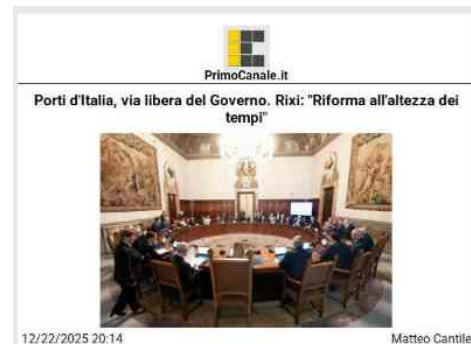 PrimoCanale.it
Porti d'Italia, via libera del Governo. Rixi: "Riforma all'altezza dei
tempi"
12/22/2025 20:14
Matteo Cantile